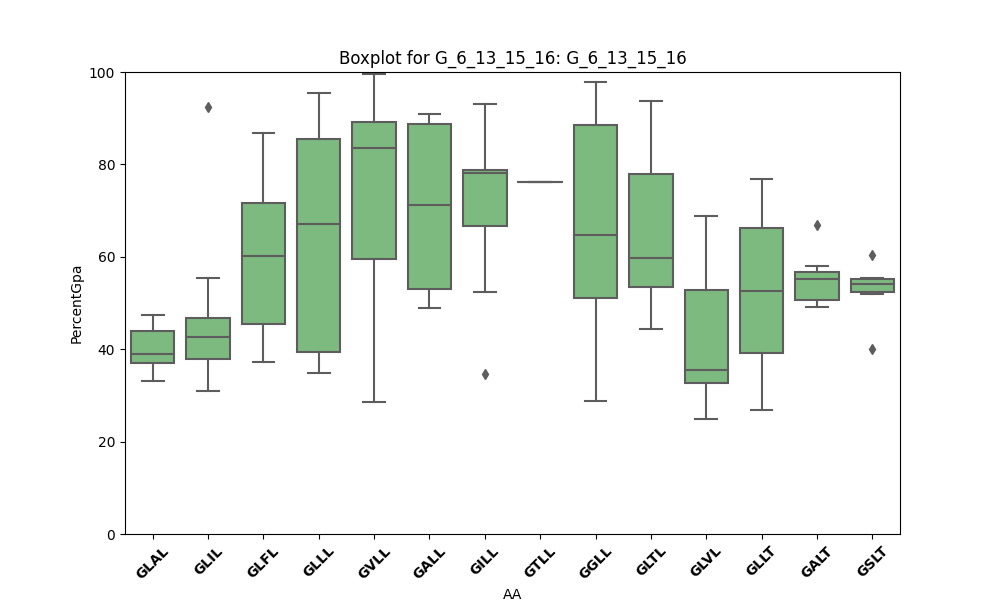 Boxplot for G_6_13_15_16: G_6_13_15_16
100
80
60
40
20
0
PercentGpa
GLAL
GLIL
GLFL
GLLL
GVLL
GALL
GILL
GTLL
GGLL
GLTL
GLVL
GLLT
GALT
GSLT
AA